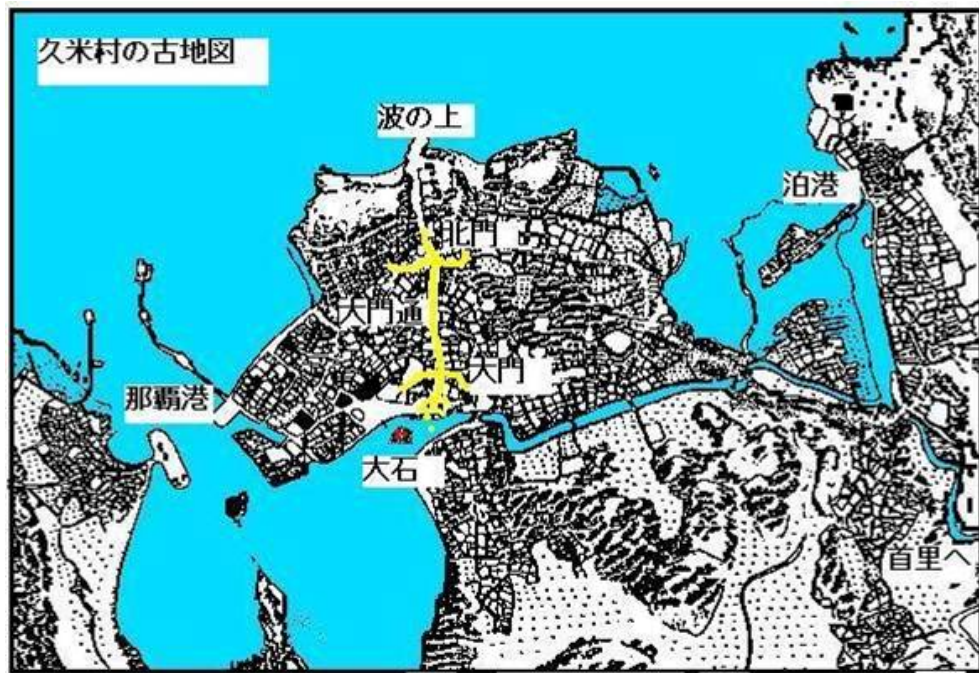 久米村の古地図
波の上
泊港
北門
大門通
大門
那覇港
大石
首里へ